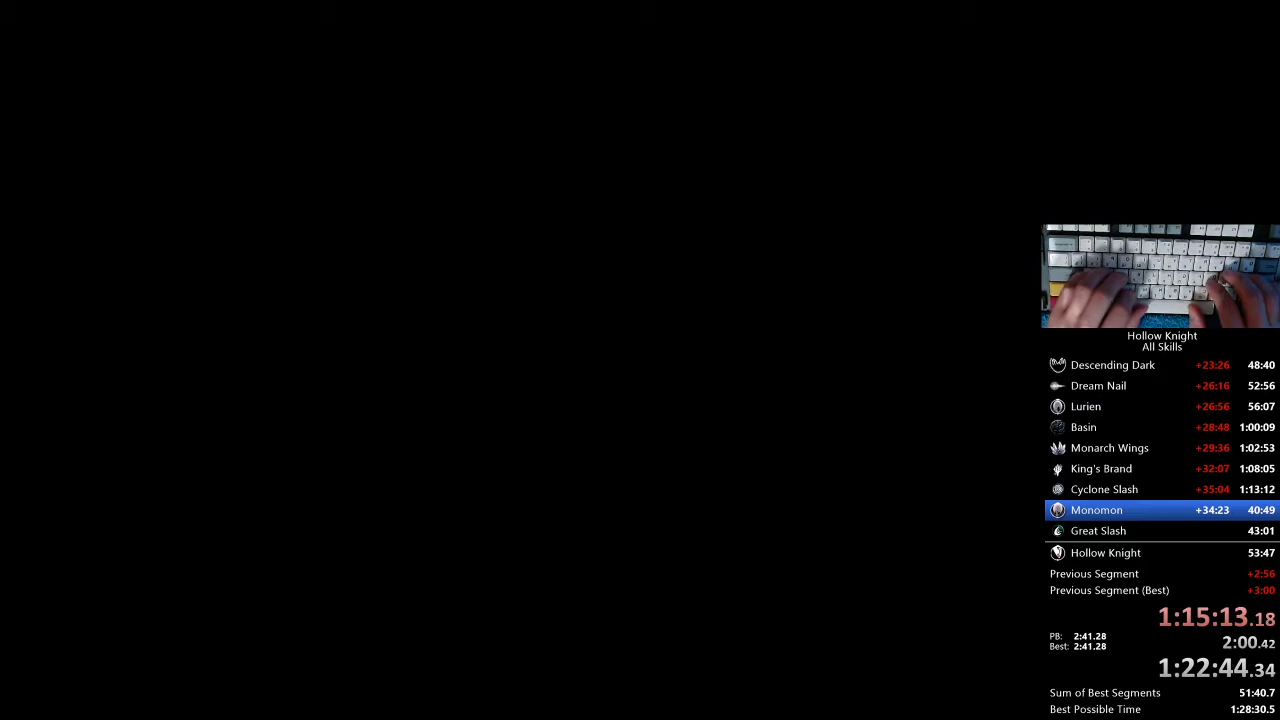 Hollow Knight
All Skills
Descending Dark +23:26 48:40
Dream Nail +26:16 52:56
Lurien +26:56 56:07
Basin +28:48 1:00:09
Monarch Wings +29:36 1:02:53
King's Brand +32:07 1:08:05
Cyclone Slash +35:04 1:13:12
Monomon +34:23 40:49
Great Slash 43:01
Hollow Knight 53:47
Previous Segment +2:56
Previous Segment (Best) +3:00
1:15:13.18
PB: 2:41.28 2:00.42
Best: 2:41.28
1:22:44.34
Sum of Best Segments 51:40.7
Best Possible Time 1:28:30.5